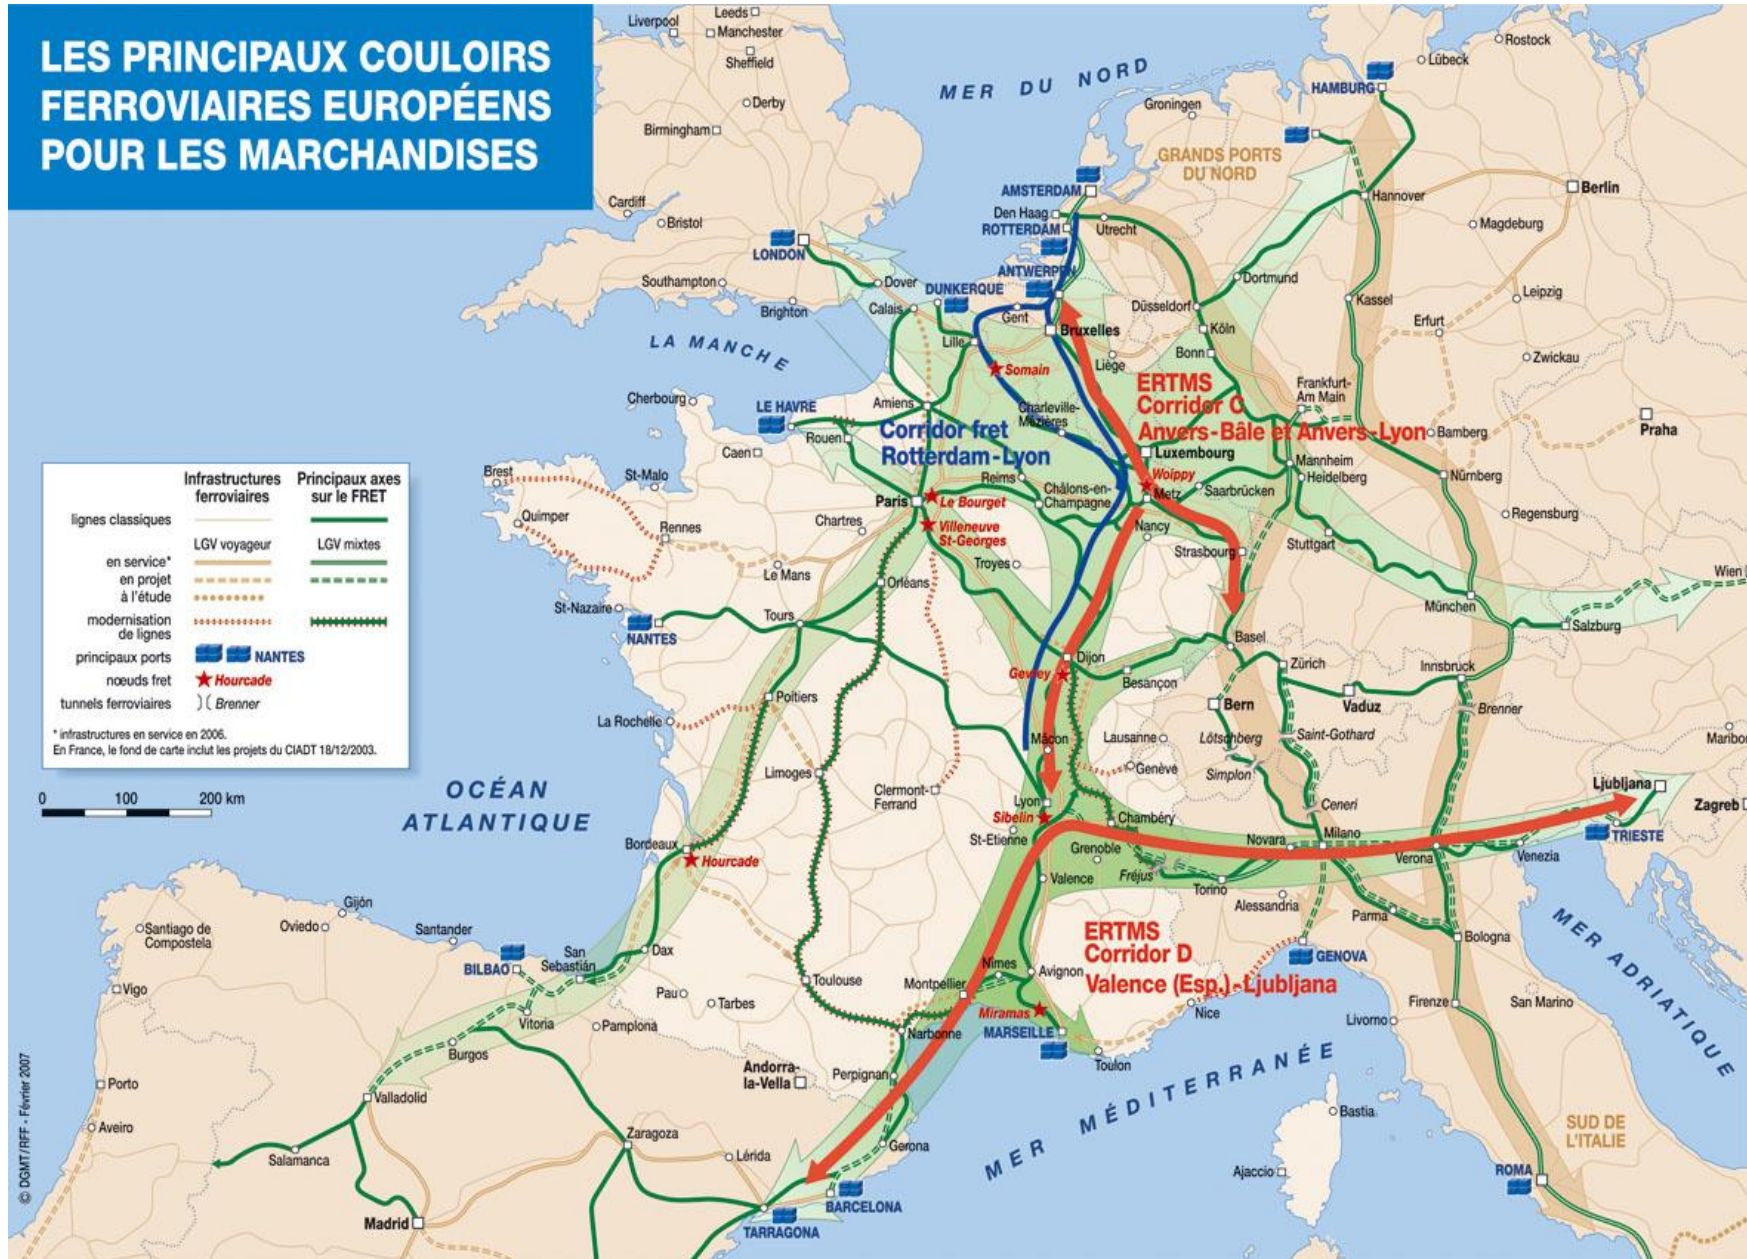 LES PRINCIPAUX COULOIRS
FERROVIAIRES EUROPÉENS
POUR LES MARCHANDISES
Liverpool
Leeds
Manchester
Sheffield
Derby
Birmingham
Cardiff
Bristol
LONDON
Southampton
Brighton
Dover
MER DU NORD
Groningen
HAMBURG
Lübeck
Rostock
GRANDS PORTS
DU NORD
AMSTERDAM
Den Haag
ROTTERDAM
Utrecht
Hannover
Berlin
Magdeburg
ANTWERPEN
DUNKERQUE
Calais
Gent
Bruxelles
Lille
Somain
Liège
Düsseldorf
Dortmund
Köln
Bonn
Kassel
Leipzig
Erfurt
Zwickau
LA MANCHE
Cherbourg
LE HAVRE
Amiens
Rouen
Caen
Charleville-
Mézières
ERTMS
Corridor C
Anvers-Bâle et Anvers-Lyon
Frankfurt-
Am Main
Bamberg
Praha
Corridor fret
Rotterdam-Lyon
Luxembourg
Woippy
Metz
Saarbrücken
Mannheim
Heidelberg
Nürnberg
Regensburg
Reims
Châlons-en-
Champagne
Paris
Le Bourget
Villeneuve
St-Georges
Chartres
Nancy
Strasbourg
Stuttgart
Troyes
Brest
St-Malo
Quimper
Rennes
Le Mans
Orléans
St-Nazaire
NANTES
Tours
München
Wien
Salzburg
Basel
Zürich
Innsbruck
Dijon
Gevrey
Besançon
Bern
Vaduz
Brenner
Poitiers
La Rochelle
Mâcon
Lausanne
Genève
Lötschberg
Saint-Gothard
Simplon
Ceneri
Maribo
Ljubljana
Zagreb
TRIESTE
Limoges
Clermont-
Ferrand
Lyon
Sibelin
St-Etienne
Chambéry
Grenoble
Fréjus
Novara
Milano
Torino
Verona
Venezia
Alessandria
Parma
Bologna
GENOVA
OCÉAN
ATLANTIQUE
Bordeaux
Hourcade
Valence
ERTMS
Corridor D
Valence (Esp.)-Ljubljana
MER ADRIATIQUE
Gijón
Oviedo
Santiago de
Compostela
Santander
BILBAO
San
Sebastián
Dax
Vigo
Vitoria
Pau
Tarbes
Toulouse
Montpellier
Nîmes
Avignon
Miramas
MARSEILLE
Nice
Toulon
Narbonne
Livorno
Firenze
San Marino
Pamplona
Burgos
Andorra-
la-Vella
Perpignan
MER MÉDITERRANÉE
Bastia
Ajaccio
SUD DE
L'ITALIE
ROMA
Porto
Aveiro
Valladolid
Salamanca
Madrid
Zaragoza
Lérida
Gerona
BARCELONA
TARRAGONA
Infrastructures
ferroviaires
Principaux axes
sur le FRET
lignes classiques
LGV voyageur
LGV mixtes
en service*
en projet
à l'étude
modernisation
de lignes
principaux ports
NANTES
nœuds fret
Hourcade
tunnels ferroviaires
Brenner
* infrastructures en service en 2006.
En France, le fond de carte inclut les projets du CIADT 18/12/2003.
0 100 200 km
© DGMT/RFF - Février 2007